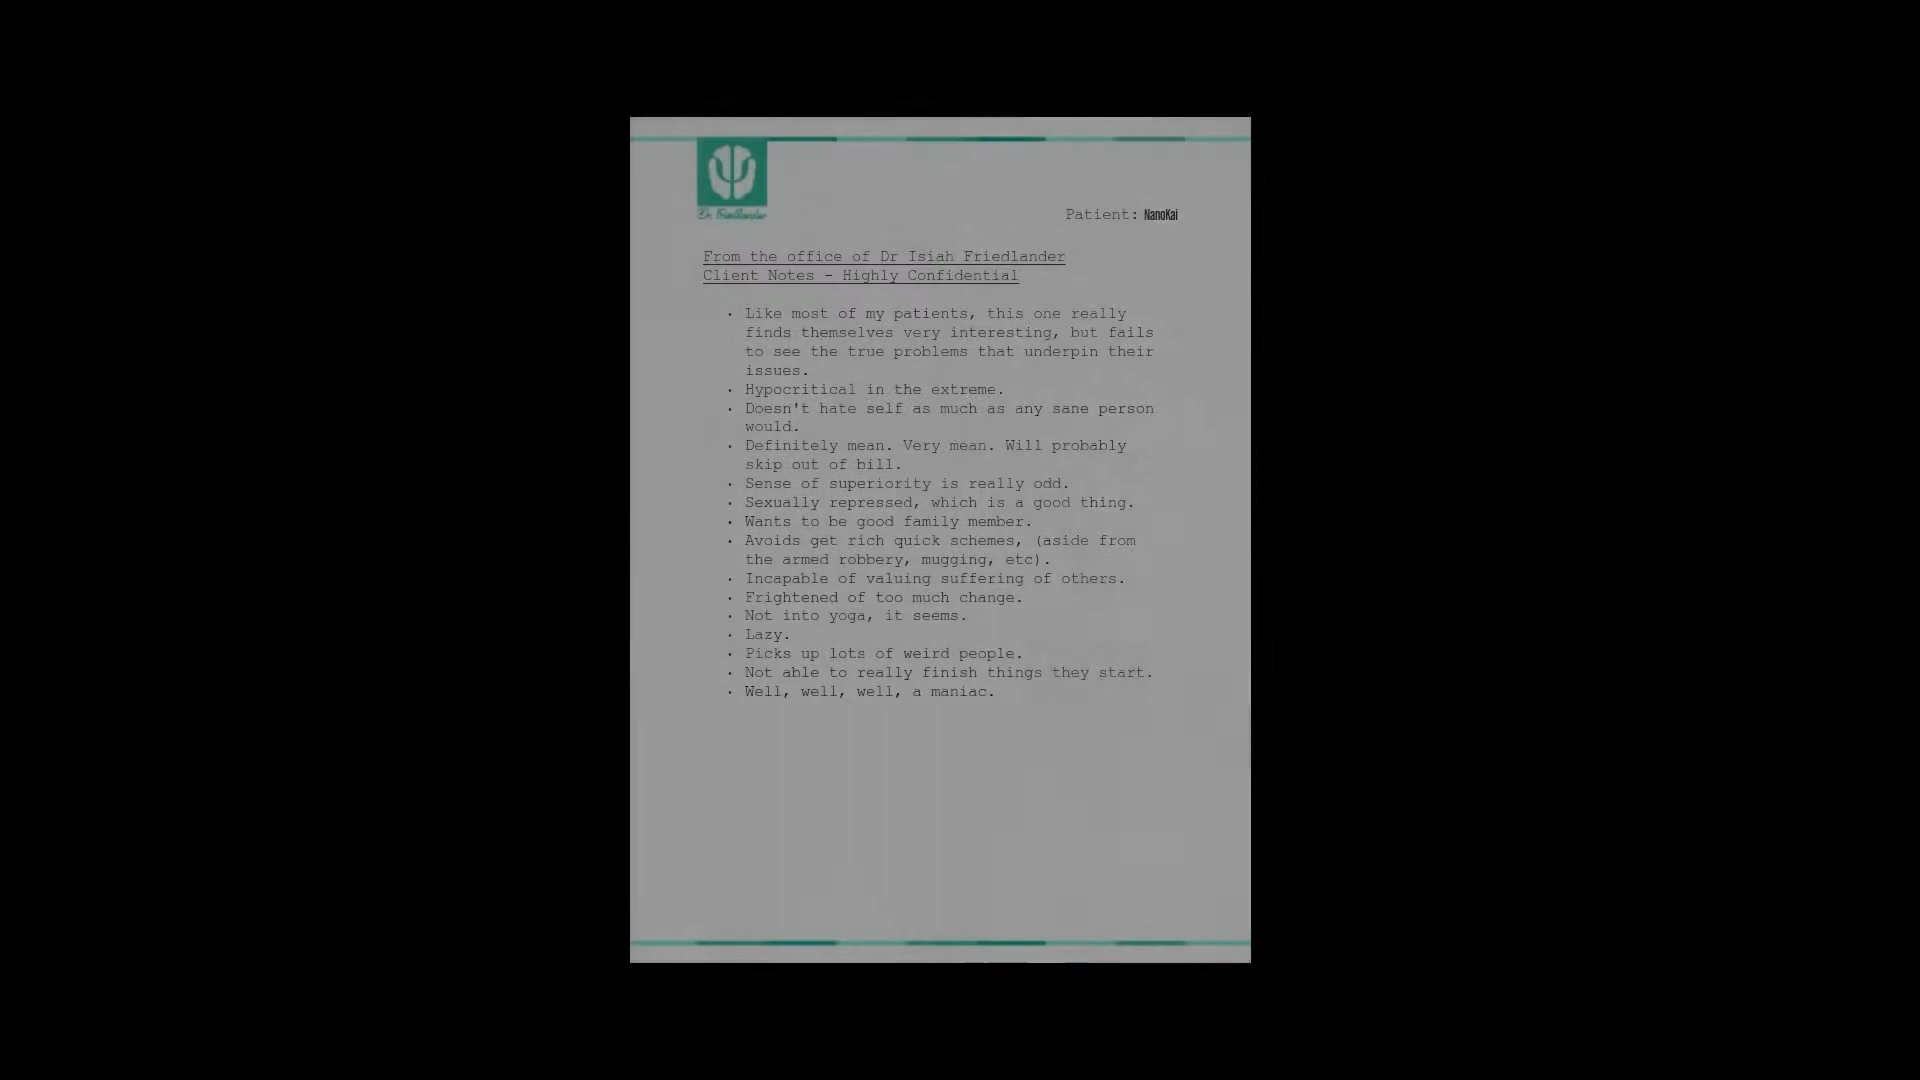 Dr. Friedlander
Patient: NanoKai
From the office of Dr Isiah Friedlander
Client Notes - Highly Confidential
· Like most of my patients, this one really
finds themselves very interesting, but fails
to see the true problems that underpin their
issues.
· Hypocritical in the extreme.
· Doesn't hate self as much as any sane person
would.
· Definitely mean. Very mean. Will probably
skip out of bill.
· Sense of superiority is really odd.
· Sexually repressed, which is a good thing.
· Wants to be good family member.
· Avoids get rich quick schemes, (aside from
the armed robbery, mugging, etc).
· Incapable of valuing suffering of others.
· Frightened of too much change.
· Not into yoga, it seems.
· Lazy.
· Picks up lots of weird people.
· Not able to really finish things they start.
· Well, well, well, a maniac.